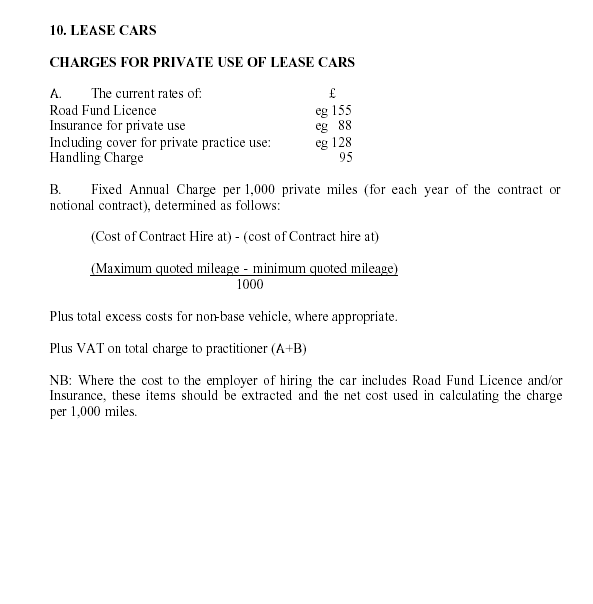 10. LEASE CARS
CHARGES FOR PRIVATE USE OF LEASE CARS
A. The current rates of: £
Road Fund Licence eg 155
Insurance for private use eg 88
Including cover for private practice use: eg 128
Handling Charge 95
B. Fixed Annual Charge per 1,000 private miles (for each year of the contract or
notional contract), determined as follows:
(Cost of Contract Hire at) - (cost of Contract hire at)
(Maximum quoted mileage - minimum quoted mileage)
1000
Plus total excess costs for non-base vehicle, where appropriate.
Plus VAT on total charge to practitioner (A+B)
NB: Where the cost to the employer of hiring the car includes Road Fund Licence and/or
Insurance, these items should be extracted and the net cost used in calculating the charge
per 1,000 miles.